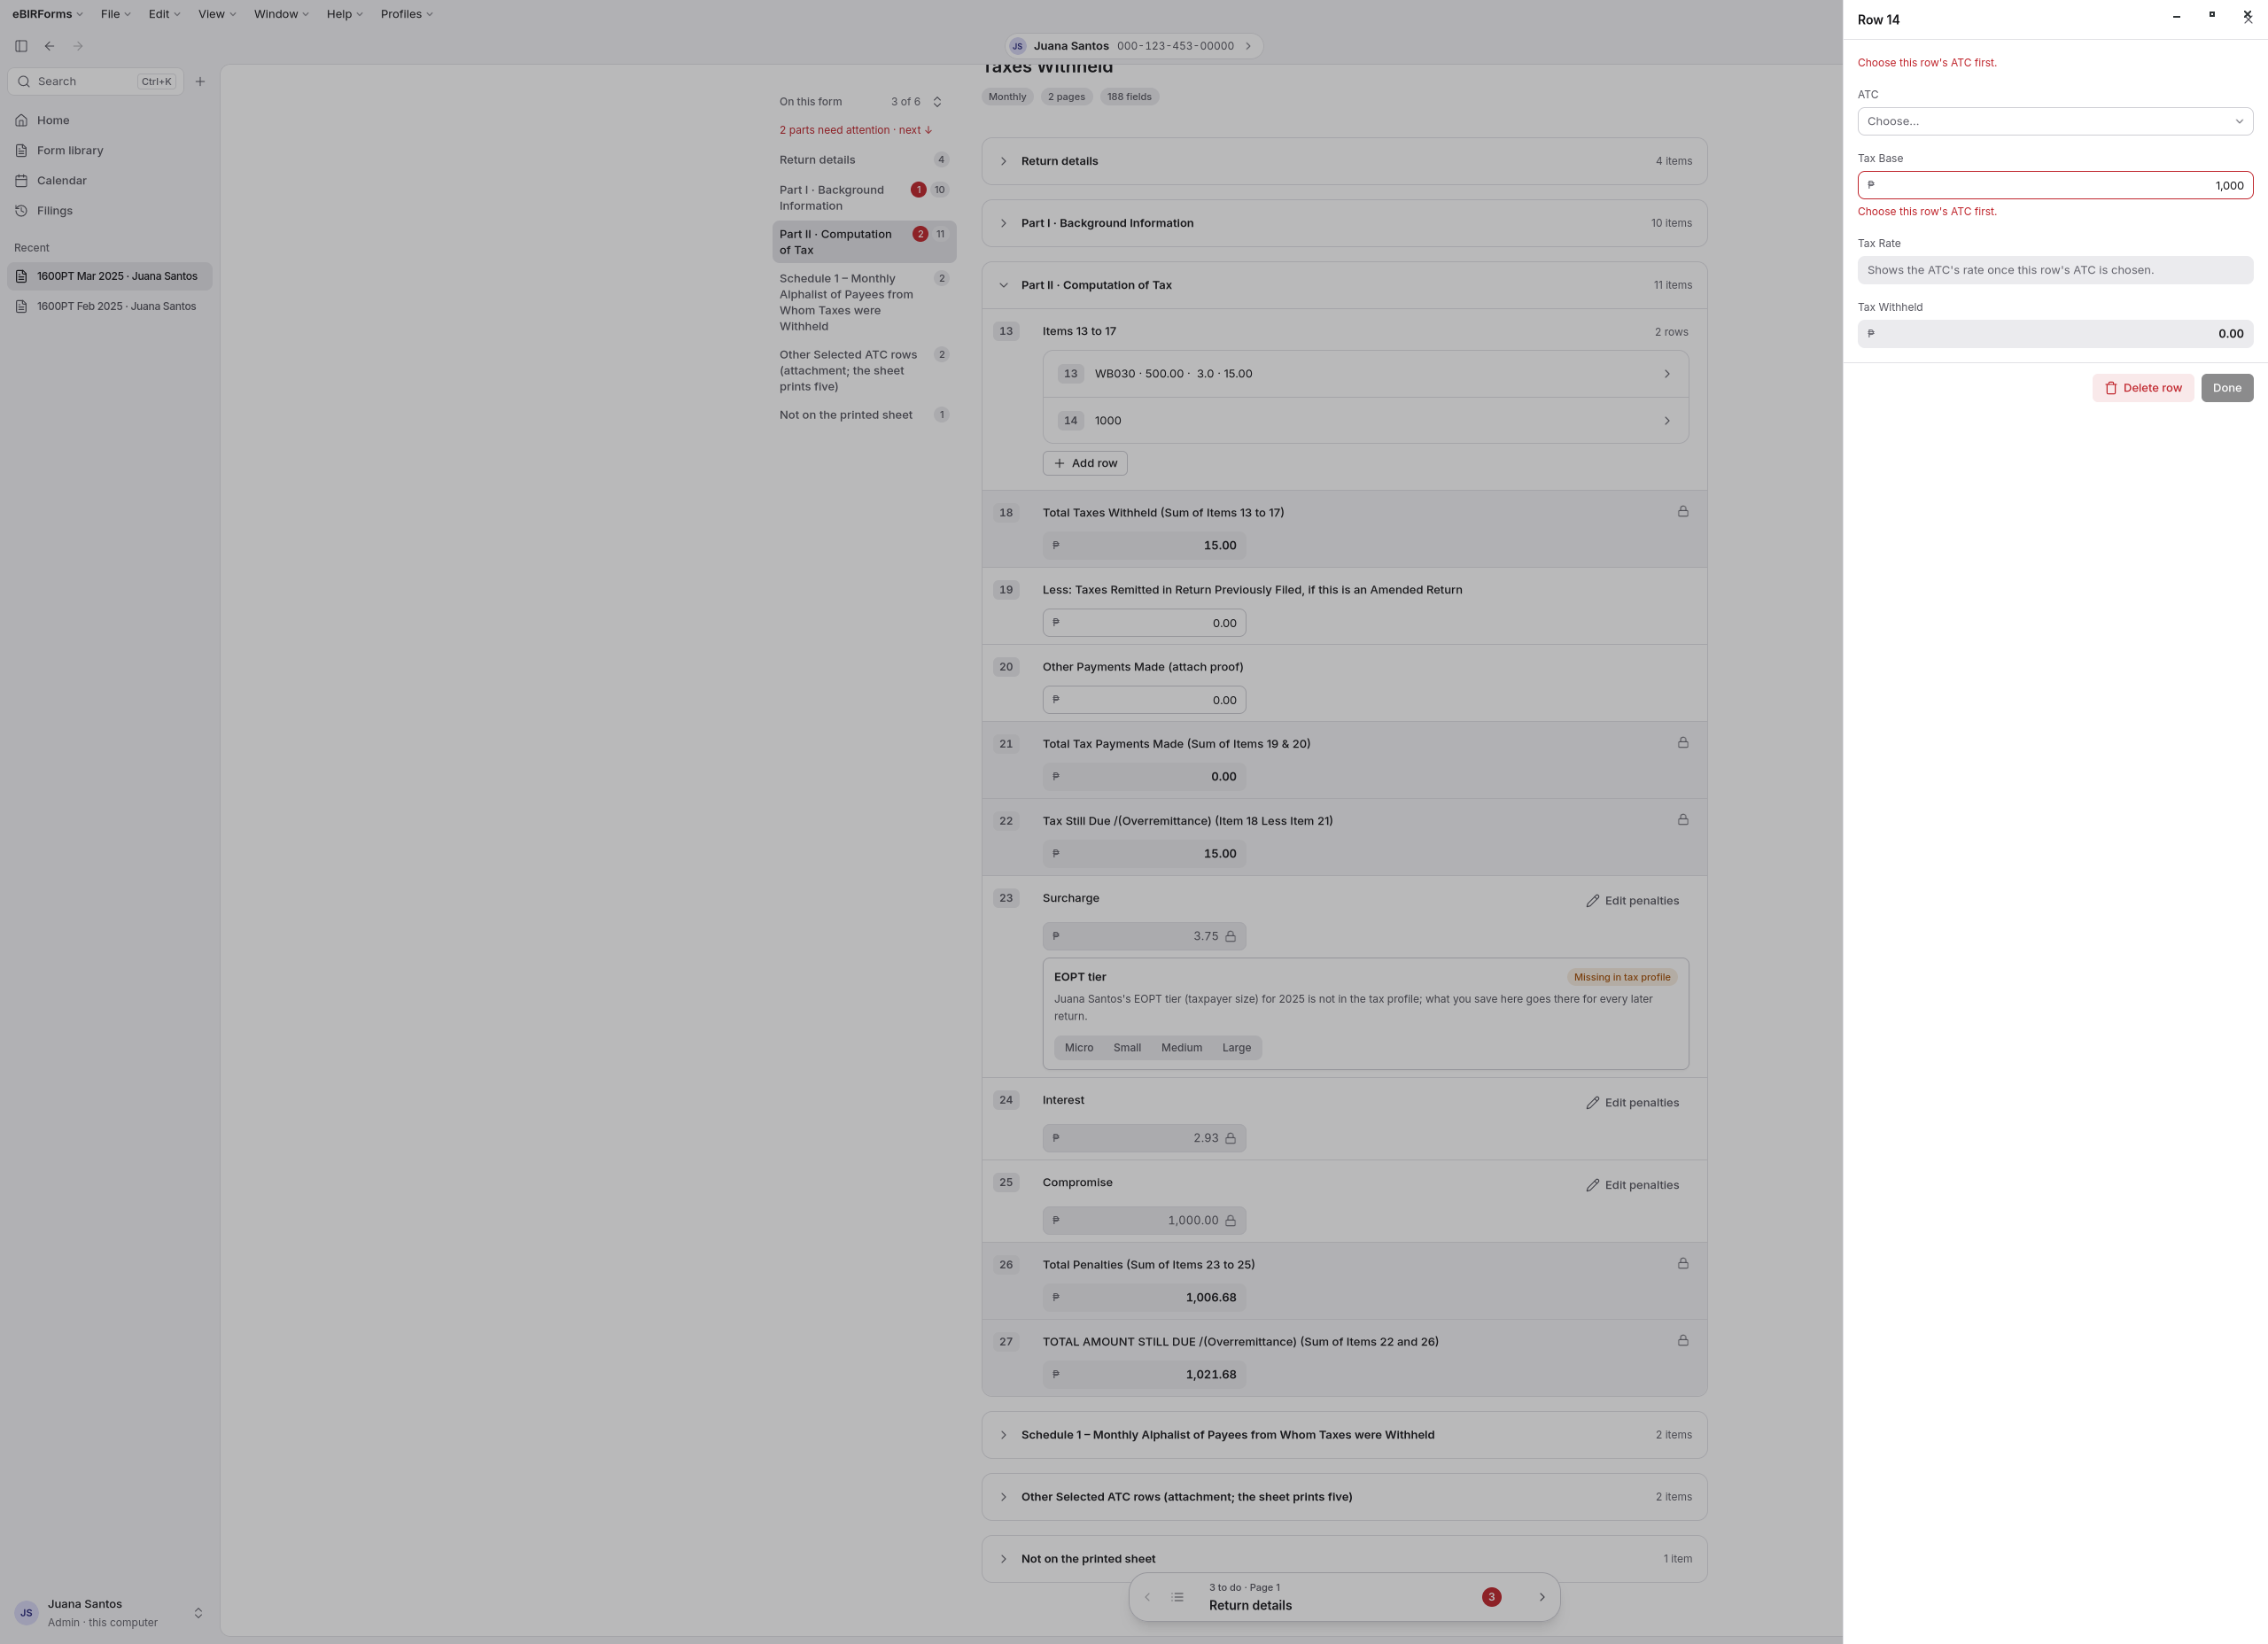 eBIRForms File Edit View Window Help Profiles
JS Juana Santos 000-123-453-00000
Search Ctrl+K
Home
Form library
Calendar
Filings
Recent
1600PT Mar 2025 · Juana Santos
1600PT Feb 2025 · Juana Santos
JS Juana Santos
Admin · this computer
On this form 3 of 6
2 parts need attention · next ↓
Return details 4
Part I · Background 1 10
Information
Part II · Computation 2 11
of Tax
Schedule 1 – Monthly 2
Alphalist of Payees from
Whom Taxes were
Withheld
Other Selected ATC rows 2
(attachment; the sheet
prints five)
Not on the printed sheet 1
Taxes Withheld
Monthly 2 pages 188 fields
Return details 4 items
Part I · Background Information 10 items
Part II · Computation of Tax 11 items
13 Items 13 to 17 2 rows
13 WB030 · 500.00 · 3.0 · 15.00
14 1000
Add row
18 Total Taxes Withheld (Sum of Items 13 to 17)
₱ 15.00
19 Less: Taxes Remitted in Return Previously Filed, if this is an Amended Return
₱ 0.00
20 Other Payments Made (attach proof)
₱ 0.00
21 Total Tax Payments Made (Sum of Items 19 & 20)
₱ 0.00
22 Tax Still Due /(Overremittance) (Item 18 Less Item 21)
₱ 15.00
23 Surcharge Edit penalties
₱ 3.75
EOPT tier Missing in tax profile
Juana Santos's EOPT tier (taxpayer size) for 2025 is not in the tax profile; what you save here goes there for every later
return.
Micro Small Medium Large
24 Interest Edit penalties
₱ 2.93
25 Compromise Edit penalties
₱ 1,000.00
26 Total Penalties (Sum of Items 23 to 25)
₱ 1,006.68
27 TOTAL AMOUNT STILL DUE /(Overremittance) (Sum of Items 22 and 26)
₱ 1,021.68
Schedule 1 – Monthly Alphalist of Payees from Whom Taxes were Withheld 2 items
Other Selected ATC rows (attachment; the sheet prints five) 2 items
Not on the printed sheet 1 item
3 to do · Page 1
Return details 3
Row 14
Choose this row's ATC first.
ATC
Choose...
Tax Base
₱ 1,000
Choose this row's ATC first.
Tax Rate
Shows the ATC's rate once this row's ATC is chosen.
Tax Withheld
₱ 0.00
Delete row Done